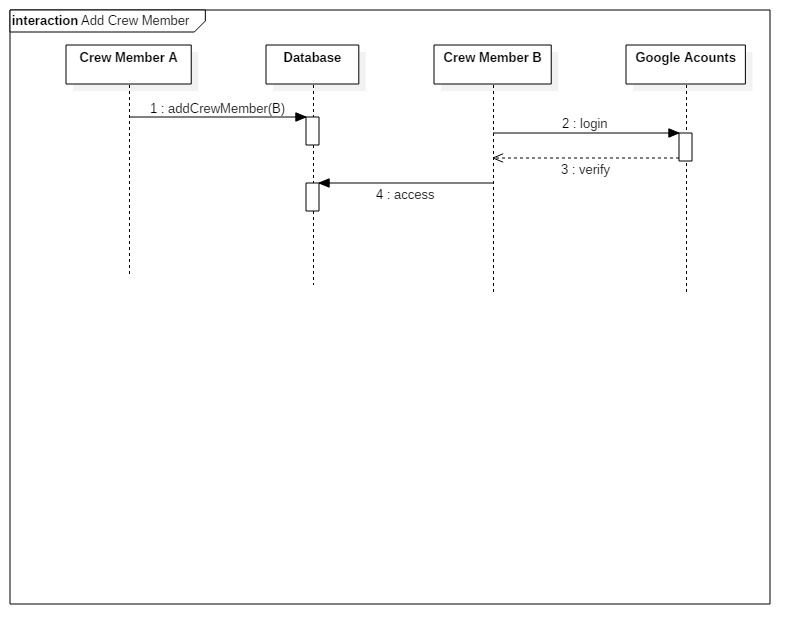 interaction Add Crew Member
Crew Member A
Database
Crew Member B
Google Acounts
1 : addCrewMember(B)
2 : login
3 : verify
4 : access